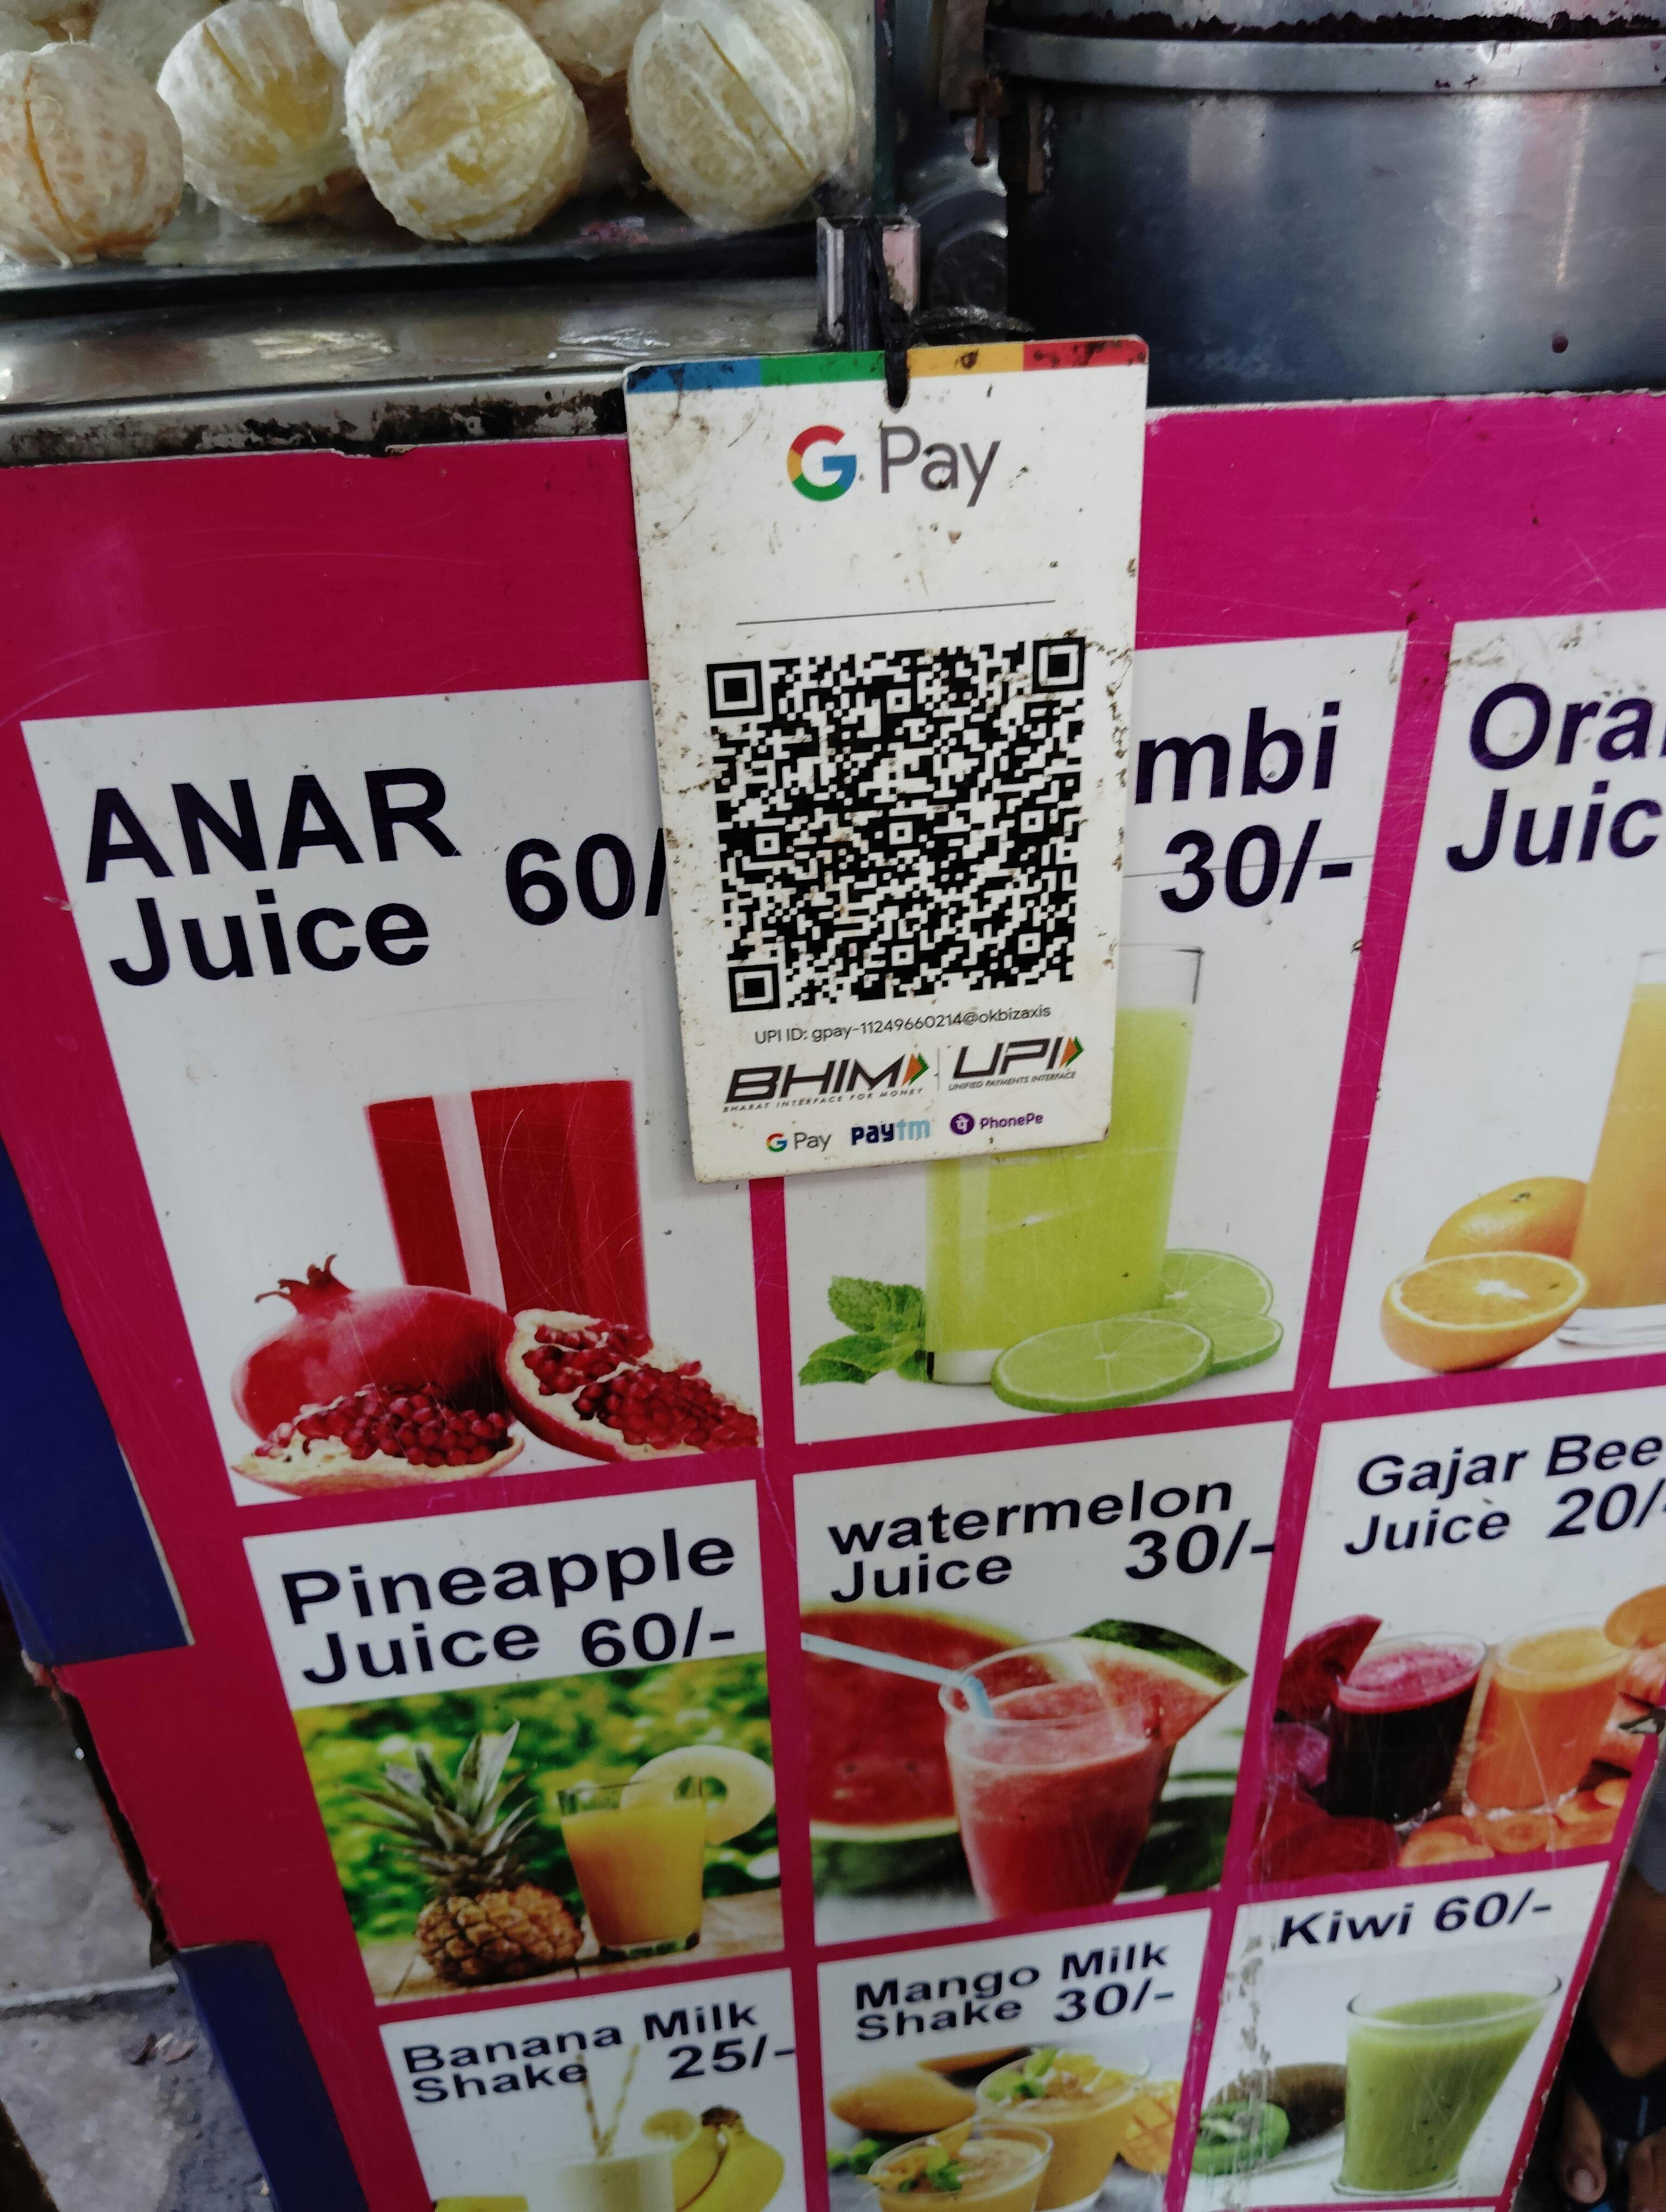 G Pay
UPI ID: gpay-11249660214@okbizaxis
BHIM UPI
BHARAT INTERFACE FOR MONEY UNIFIED PAYMENTS INTERFACE
G Pay paytm PhonePe
ANAR
Juice 60/
mbi
30/-
Ora
Juic
Pineapple
Juice 60/-
watermelon
Juice 30/-
Gajar Bee
Juice 20/-
Banana Milk
Shake 25/-
Mango Milk
Shake 30/-
Kiwi 60/-